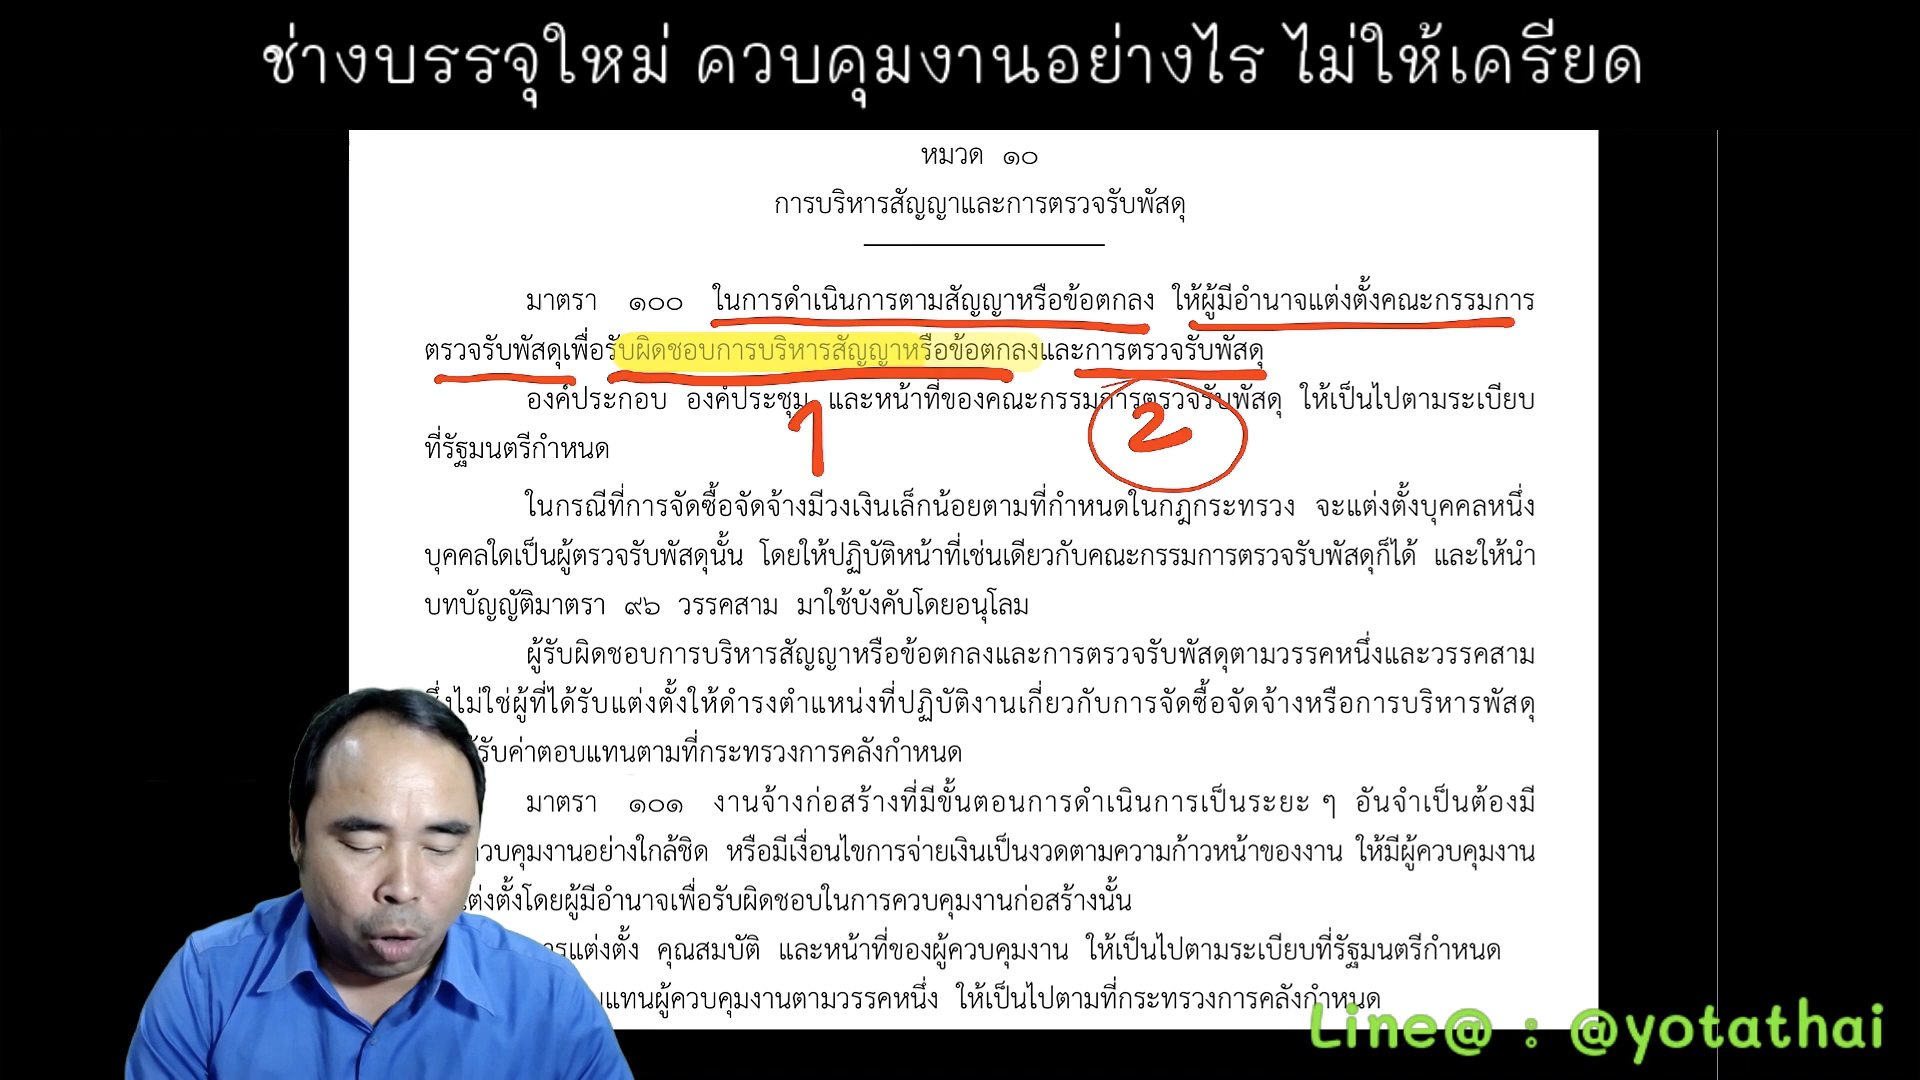 ช่างบรรจุใหม่ ควบคุมงานอย่างไร ไม่ให้เครียด
หมวด ๑๐
การบริหารสัญญาและการตรวจรับพัสดุ
มาตรา ๑๐๐ ในการดำเนินการตามสัญญาหรือข้อตกลง ให้ผู้มีอำนาจแต่งตั้งคณะกรรมการ
ตรวจรับพัสดุเพื่อรับผิดชอบการบริหารสัญญาหรือข้อตกลงและการตรวจรับพัสดุ
องค์ประกอบ องค์ประชุม และหน้าที่ของคณะกรรมการตรวจรับพัสดุ ให้เป็นไปตามระเบียบ
1 2
ที่รัฐมนตรีกำหนด
ในกรณีที่การจัดซื้อจัดจ้างมีวงเงินเล็กน้อยตามที่กำหนดในกฎกระทรวง จะแต่งตั้งบุคคลหนึ่ง
บุคคลใดเป็นผู้ตรวจรับพัสดุนั้น โดยให้ปฏิบัติหน้าที่เช่นเดียวกับคณะกรรมการตรวจรับพัสดุก็ได้ และให้นำ
บทบัญญัติมาตรา ๙๖ วรรคสาม มาใช้บังคับโดยอนุโลม
ผู้รับผิดชอบการบริหารสัญญาหรือข้อตกลงและการตรวจรับพัสดุตามวรรคหนึ่งและวรรคสาม
ซึ่งไม่ใช่ผู้ที่ได้รับแต่งตั้งให้ดำรงตำแหน่งที่ปฏิบัติงานเกี่ยวกับการจัดซื้อจัดจ้างหรือการบริหารพัสดุ
รับค่าตอบแทนตามที่กระทรวงการคลังกำหนด
มาตรา ๑๐๑ งานจ้างก่อสร้างที่มีขั้นตอนการดำเนินการเป็นระยะ ๆ อันจำเป็นต้องมี
ควบคุมงานอย่างใกล้ชิด หรือมีเงื่อนไขการจ่ายเงินเป็นงวดตามความก้าวหน้าของงาน ให้มีผู้ควบคุมงาน
แต่งตั้งโดยผู้มีอำนาจเพื่อรับผิดชอบในการควบคุมงานก่อสร้างนั้น
การแต่งตั้ง คุณสมบัติ และหน้าที่ของผู้ควบคุมงาน ให้เป็นไปตามระเบียบที่รัฐมนตรีกำหนด
แทนผู้ควบคุมงานตามวรรคหนึ่ง ให้เป็นไปตามที่กระทรวงการคลังกำหนด
Line@ : @yotathai